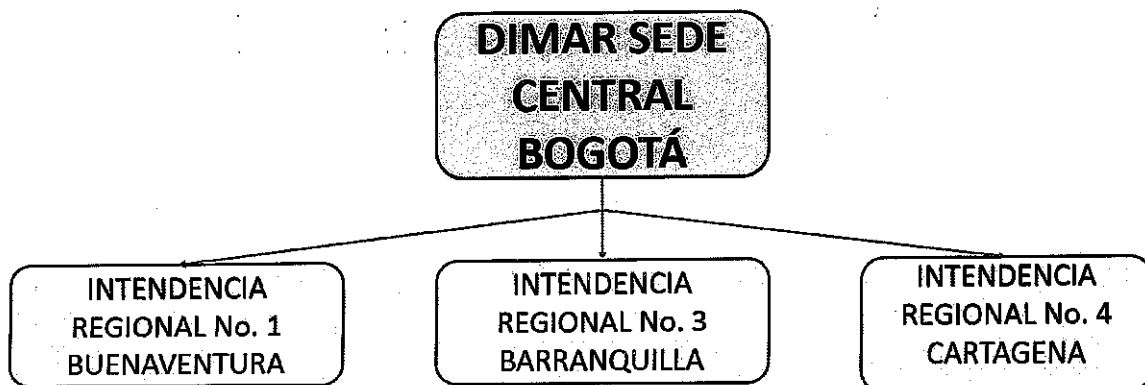 DIMAR SEDE
CENTRAL
BOGOTÁ
INTENDENCIA
REGIONAL No. 1
BUENAVENTURA
INTENDENCIA
REGIONAL No. 3
BARRANQUILLA
INTENDENCIA
REGIONAL No. 4
CARTAGENA